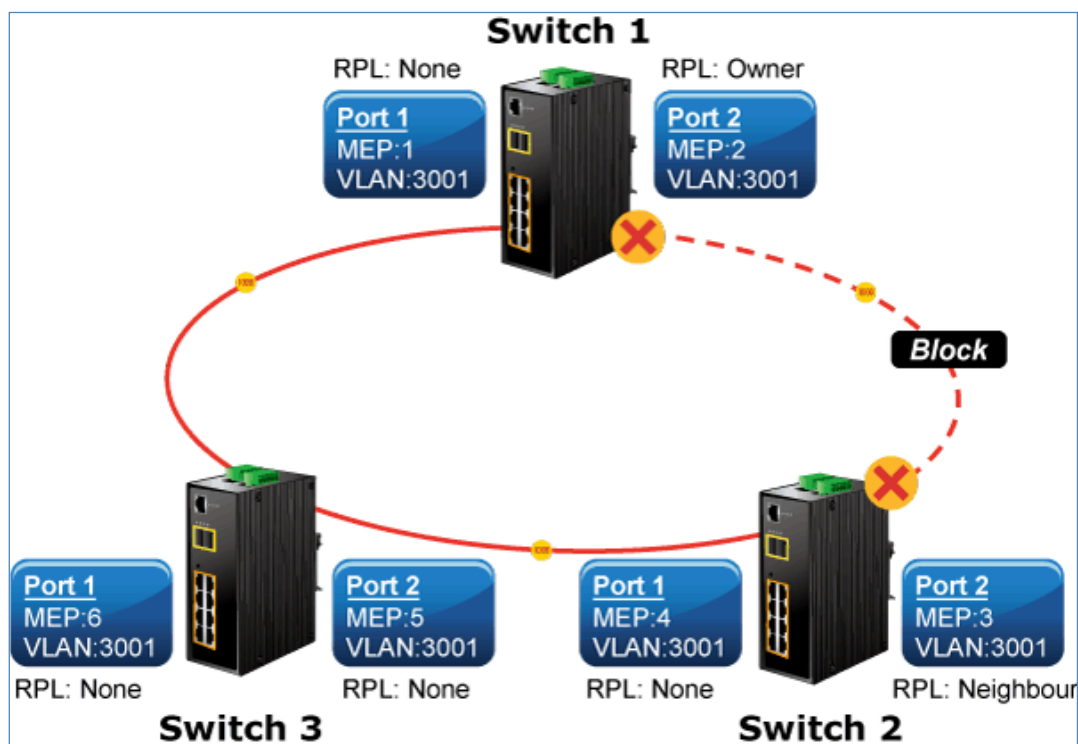 Switch 1
RPL: None
RPL: Owner
Port 1
MEP:1
VLAN:3001
Port 2
MEP:2
VLAN:3001
Block
Port 1
MEP:6
VLAN:3001
RPL: None
Port 2
MEP:5
VLAN:3001
RPL: None
Port 1
MEP:4
VLAN:3001
RPL: None
Port 2
MEP:3
VLAN:3001
RPL: Neighbour
Switch 3
Switch 2